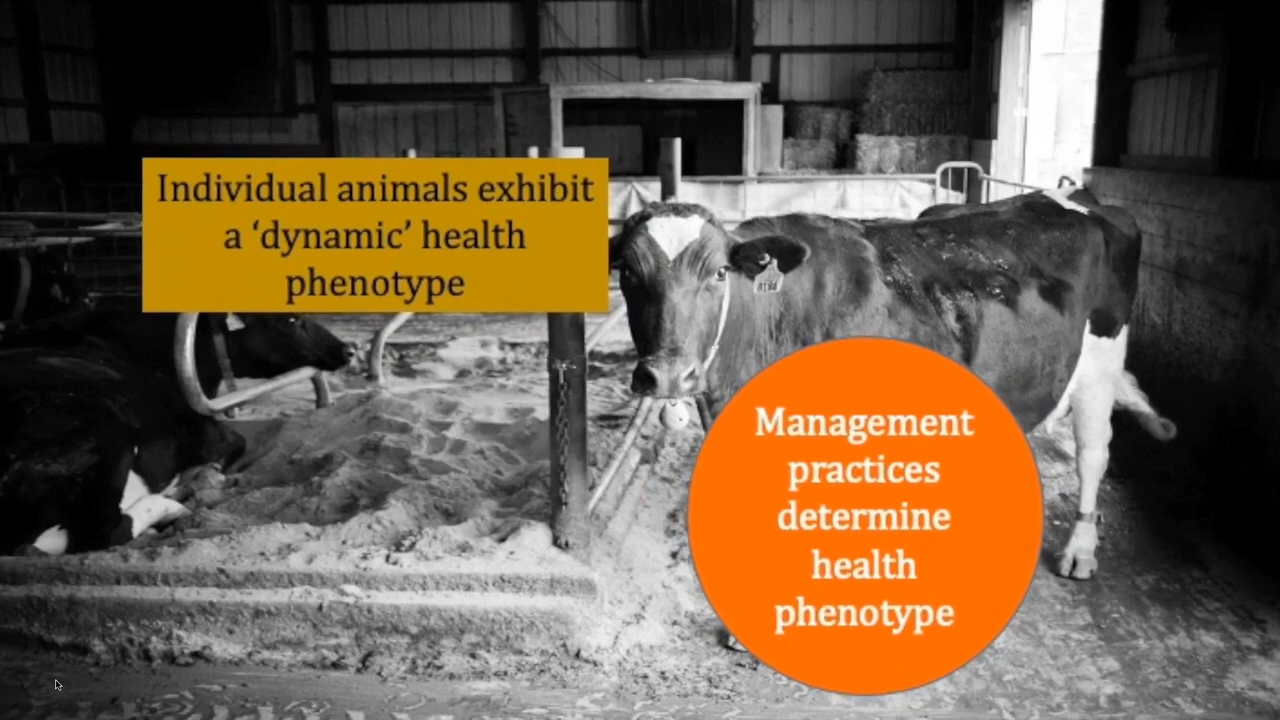 Individual animals exhibit
a ‘dynamic’ health
phenotype
Management
practices
determine
health
phenotype